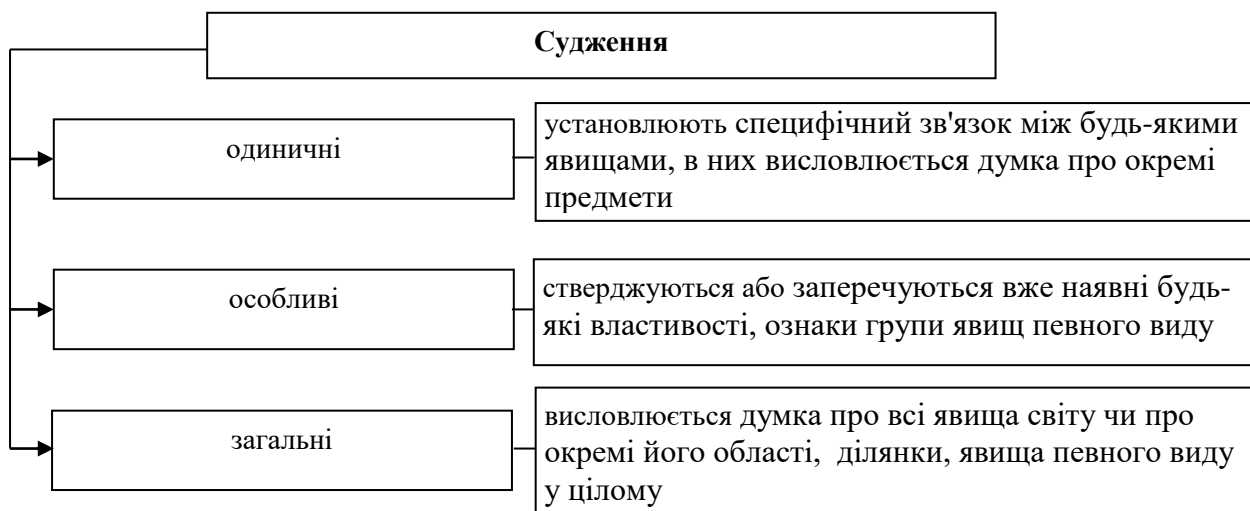 Судження
одиничні
установлюють специфічний зв'язок між будь-якими
явищами, в них висловлюється думка про окремі
предмети
особливі
стверджуються або заперечуються вже наявні будь-
які властивості, ознаки групи явищ певного виду
загальні
висловлюється думка про всі явища світу чи про
окремі його області, ділянки, явища певного виду
у цілому